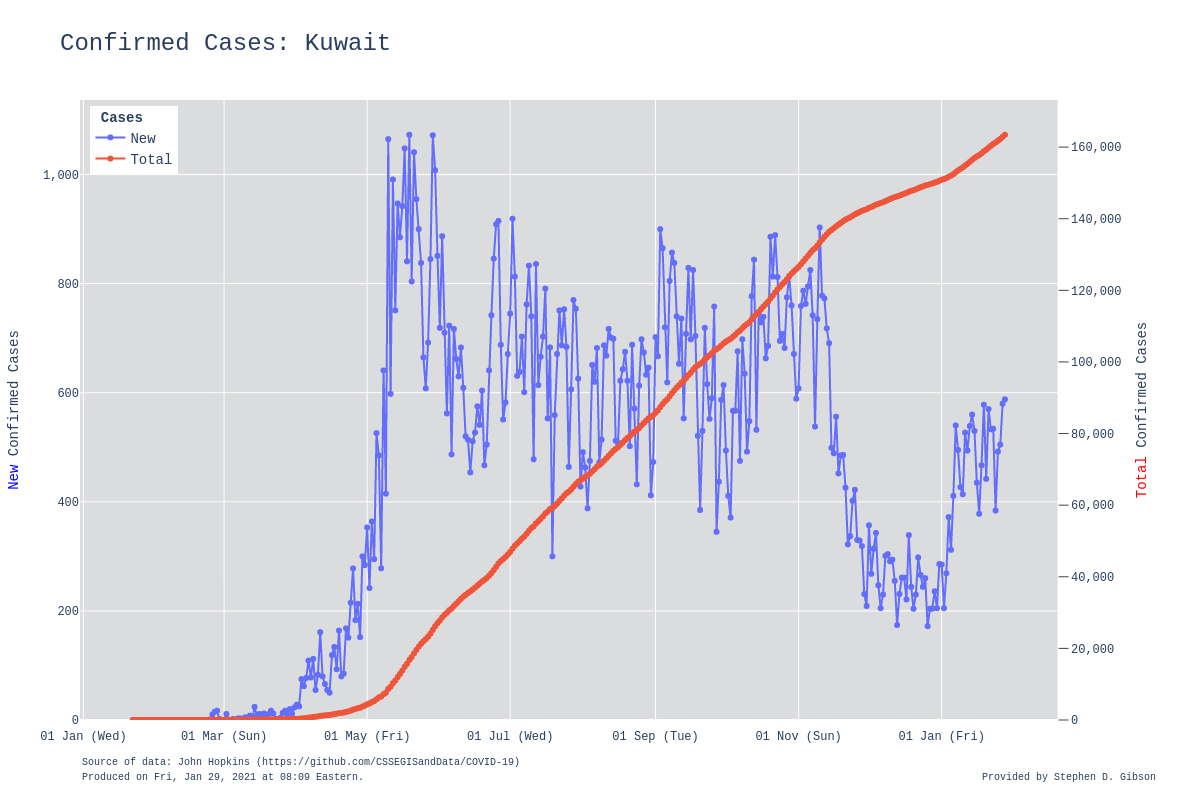 Confirmed Cases: Kuwait
Cases
New
Total
1,000
800
600
400
200
0
160,000
140,000
120,000
100,000
80,000
60,000
40,000
20,000
0
New Confirmed Cases
Total Confirmed Cases
01 Jan (Wed) 01 Mar (Sun) 01 May (Fri) 01 Jul (Wed) 01 Sep (Tue) 01 Nov (Sun) 01 Jan (Fri)
Source of data: John Hopkins (https://github.com/CSSEGISandData/COVID-19)
Produced on Fri, Jan 29, 2021 at 08:09 Eastern.
Provided by Stephen D. Gibson